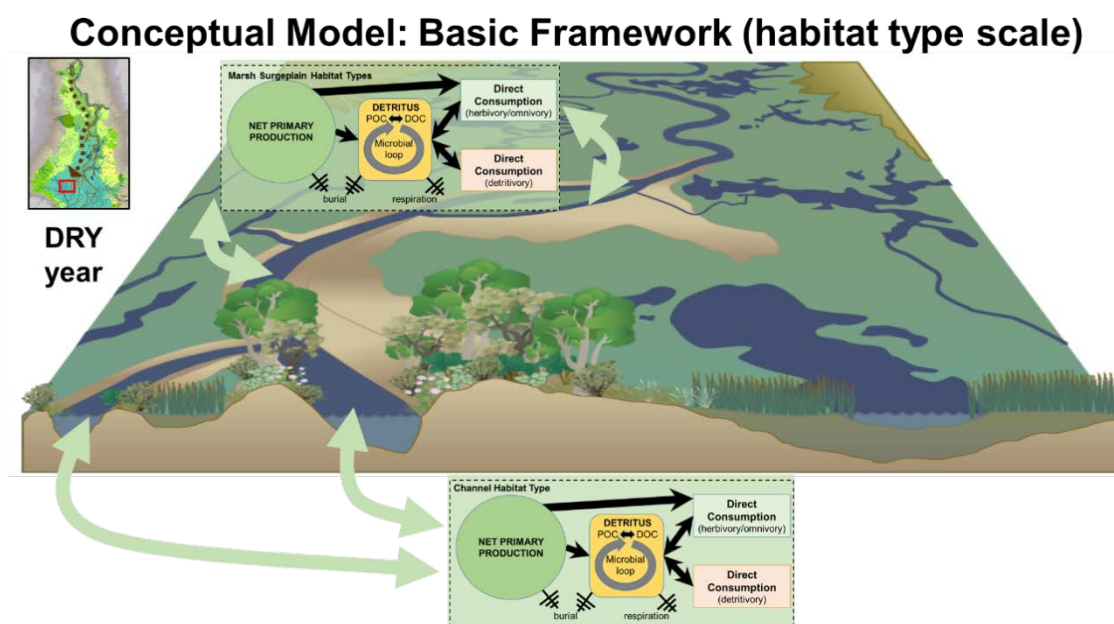 Conceptual Model: Basic Framework (habitat type scale)
DRY
year
Marsh Surgeplain Habitat Types
NET PRIMARY
PRODUCTION
DETRITUS
POC DOC
Microbial
loop
Direct
Consumption
(herbivory/omnivory)
Direct
Consumption
(detritivory)
burial
respiration
Channel Habitat Type
NET PRIMARY
PRODUCTION
DETRITUS
POC DOC
Microbial
loop
Direct
Consumption
(herbivory/omnivory)
Direct
Consumption
(detritivory)
burial
respiration